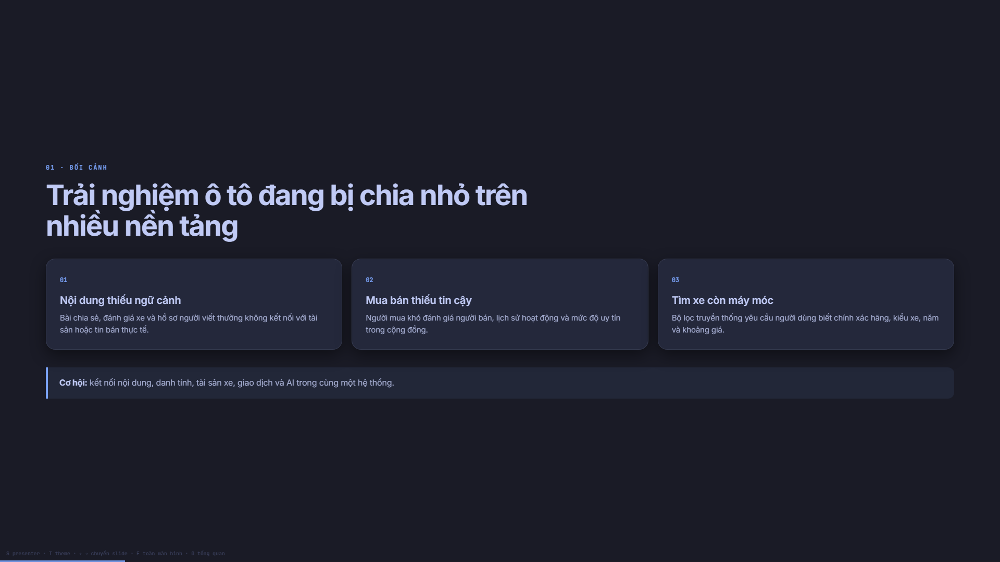 01 · BỐI CẢNH
Trải nghiệm ô tô đang bị chia nhỏ trên
nhiều nền tảng
01
Nội dung thiếu ngữ cảnh
Bài chia sẻ, đánh giá xe và hồ sơ người viết thường không kết nối với tài
sản hoặc tin bán thực tế.
02
Mua bán thiếu tin cậy
Người mua khó đánh giá người bán, lịch sử hoạt động và mức độ uy tín
trong cộng đồng.
03
Tìm xe còn máy móc
Bộ lọc truyền thống yêu cầu người dùng biết chính xác hãng, kiểu xe, năm
và khoảng giá.
Cơ hội: kết nối nội dung, danh tính, tài sản xe, giao dịch và AI trong cùng một hệ thống.
S presenter · T theme · ← → chuyển slide · F toàn màn hình · O tổng quan